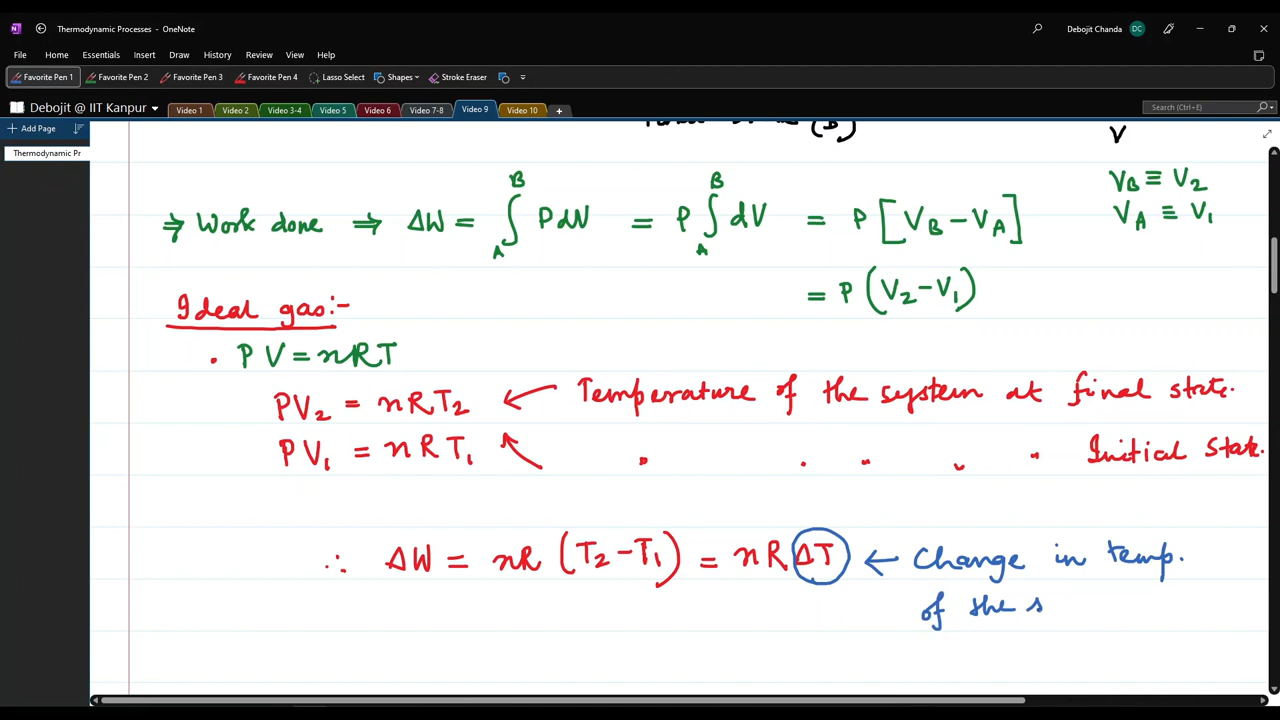 Thermodynamic Processes - OneNote
Debojit Chanda DC
File Home Essentials Insert Draw History Review View Help
Favorite Pen 1 Favorite Pen 2 Favorite Pen 3 Favorite Pen 4 Lasso Select Shapes Stroke Eraser
Debojit @ IIT Kanpur Video 1 Video 2 Video 3-4 Video 5 Video 6 Video 7-8 Video 9 Video 10 + Search (Ctrl+E)
+ Add Page
Thermodynamic Pr
(B)
V
V_B ≡ V_2
V_A ≡ V_1
⇒ Work done ⇒ ΔW = ∫_A^B PdV = P ∫_A^B dV = P [V_B - V_A]
= P (V_2 - V_1)
Ideal gas:-
• PV = nRT
PV_2 = nRT_2 ← Temperature of the system at final state.
PV_1 = nRT_1 ← " " " " " Initial State.
∴ ΔW = nR (T_2 - T_1) = nRΔT ← Change in temp.
of the s